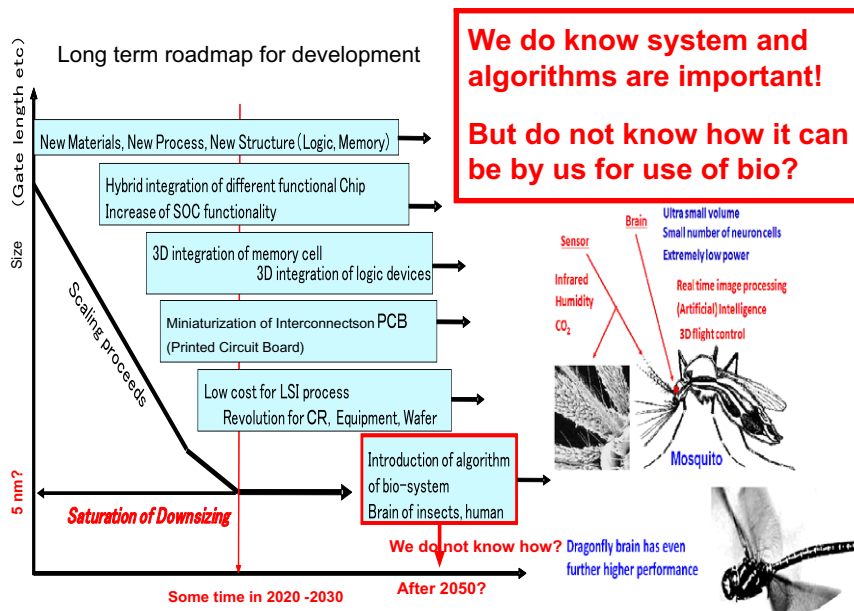 Long term roadmap for development
We do know system and
algorithms are important!
But do not know how it can
be by us for use of bio?
Size (Gate length etc)
5 nm?
New Materials, New Process, New Structure (Logic, Memory)
Hybrid integration of different functional Chip
Increase of SOC functionality
3D integration of memory cell
3D integration of logic devices
Miniaturization of Interconnectson PCB
(Printed Circuit Board)
Low cost for LSI process
Revolution for CR, Equipment, Wafer
Introduction of algorithm
of bio-system
Brain of insects, human
Scaling proceeds
Saturation of Downsizing
We do not know how?
Some time in 2020 -2030
After 2050?
Sensor
Infrared
Humidity
CO₂
Brain
Ultra small volume
Small number of neuron cells
Extremely low power
Real time image processing
(Artificial) Intelligence
3D flight control
Mosquito
Dragonfly brain has even
further higher performance